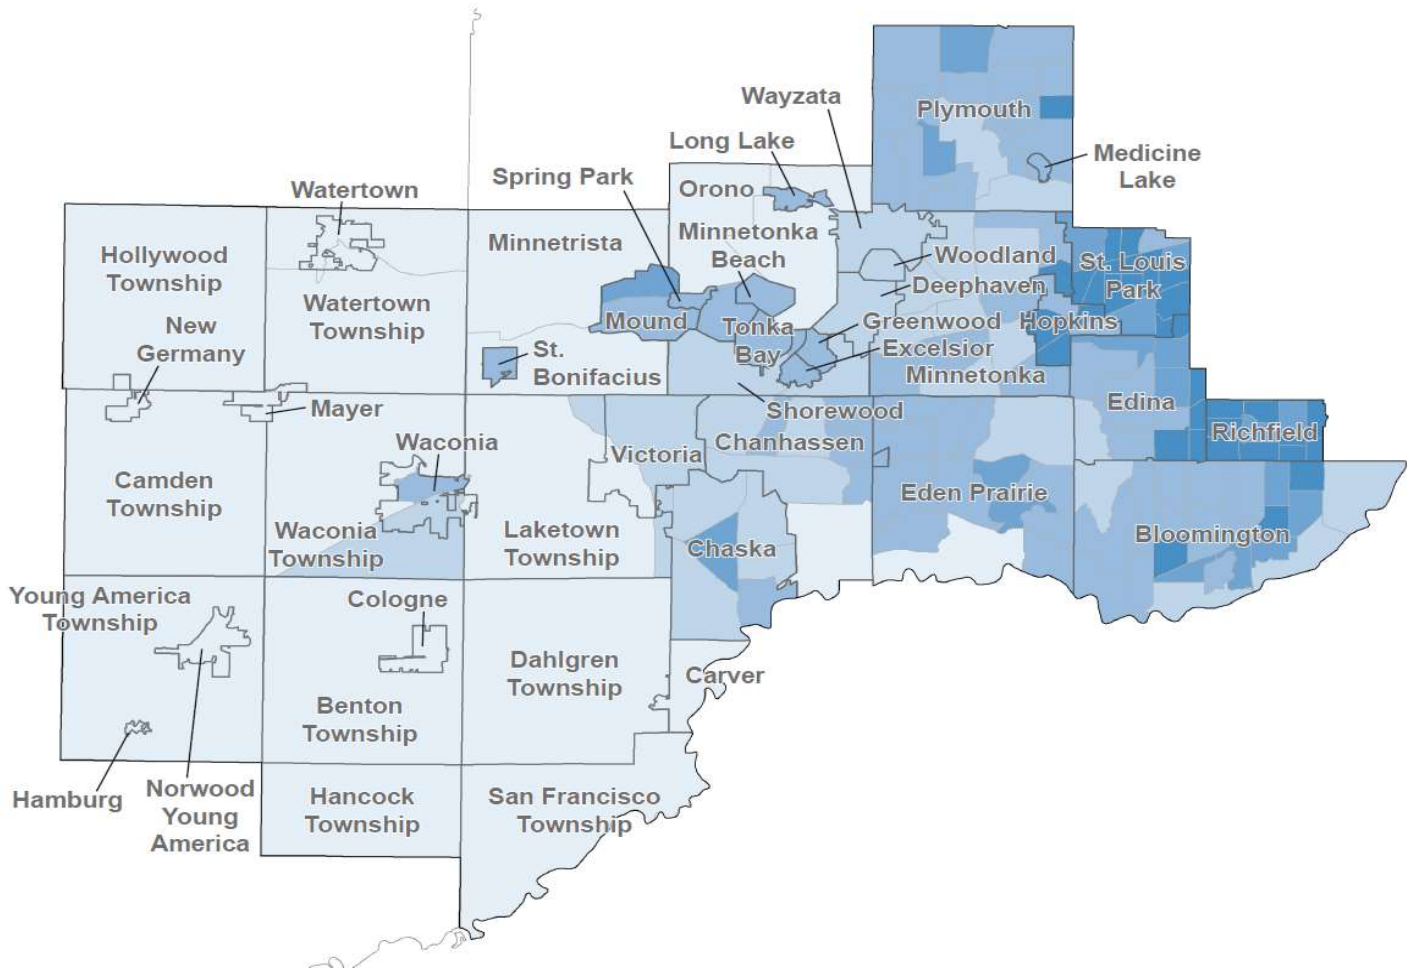 Wayzata
Plymouth
Long Lake
Medicine
Lake
Spring Park
Watertown
Orono
Minnetonka
Beach
Minnetrista
Hollywood
Township
Woodland
St. Louis
Park
Deephaven
Watertown
Township
New
Germany
Mound
Tonka
Bay
Greenwood
Hopkins
St.
Bonifacius
Excelsior
Minnetonka
Mayer
Shorewood
Edina
Waconia
Victoria
Chanhassen
Richfield
Camden
Township
Eden Prairie
Waconia
Township
Laketown
Township
Chaska
Bloomington
Young America
Township
Cologne
Dahlgren
Township
Carver
Benton
Township
Hamburg
Norwood
Young
America
Hancock
Township
San Francisco
Township